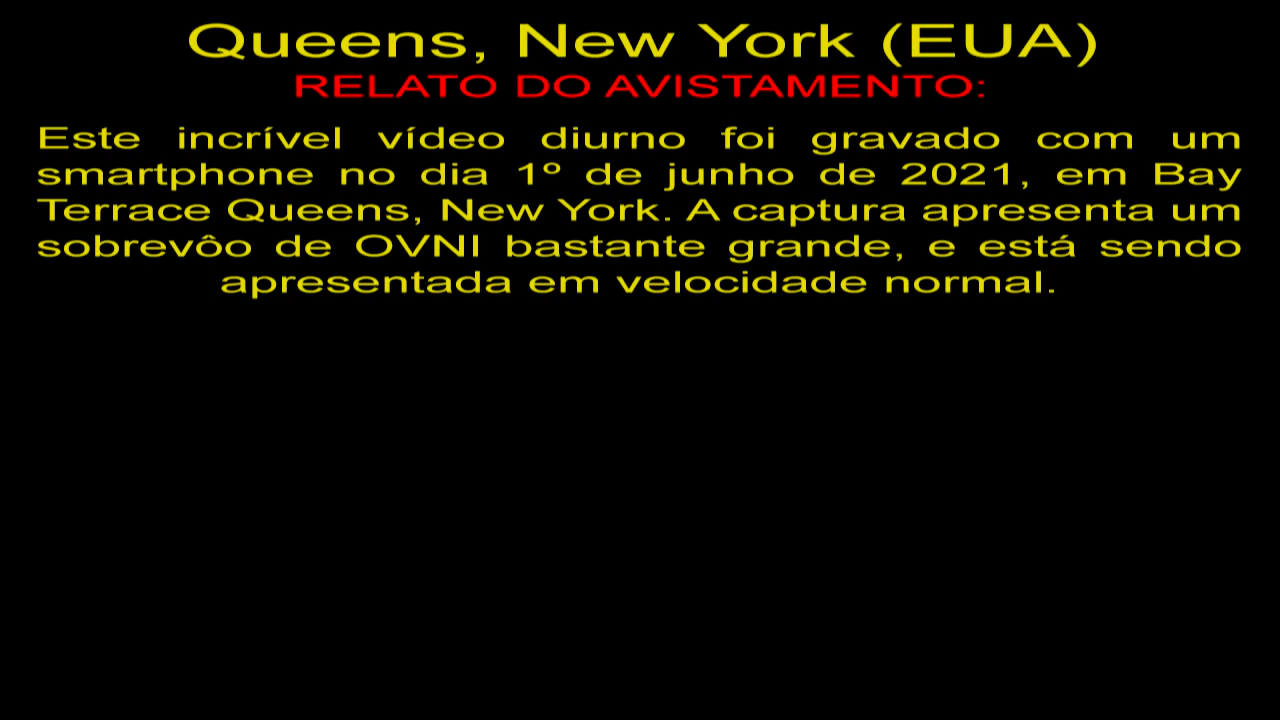 Queens, New York (EUA)
RELATO DO AVISTAMENTO:
Este incrível vídeo diurno foi gravado com um
smartphone no dia 1º de junho de 2021, em Bay
Terrace Queens, New York. A captura apresenta um
sobrevôo de OVNI bastante grande, e está sendo
apresentada em velocidade normal.